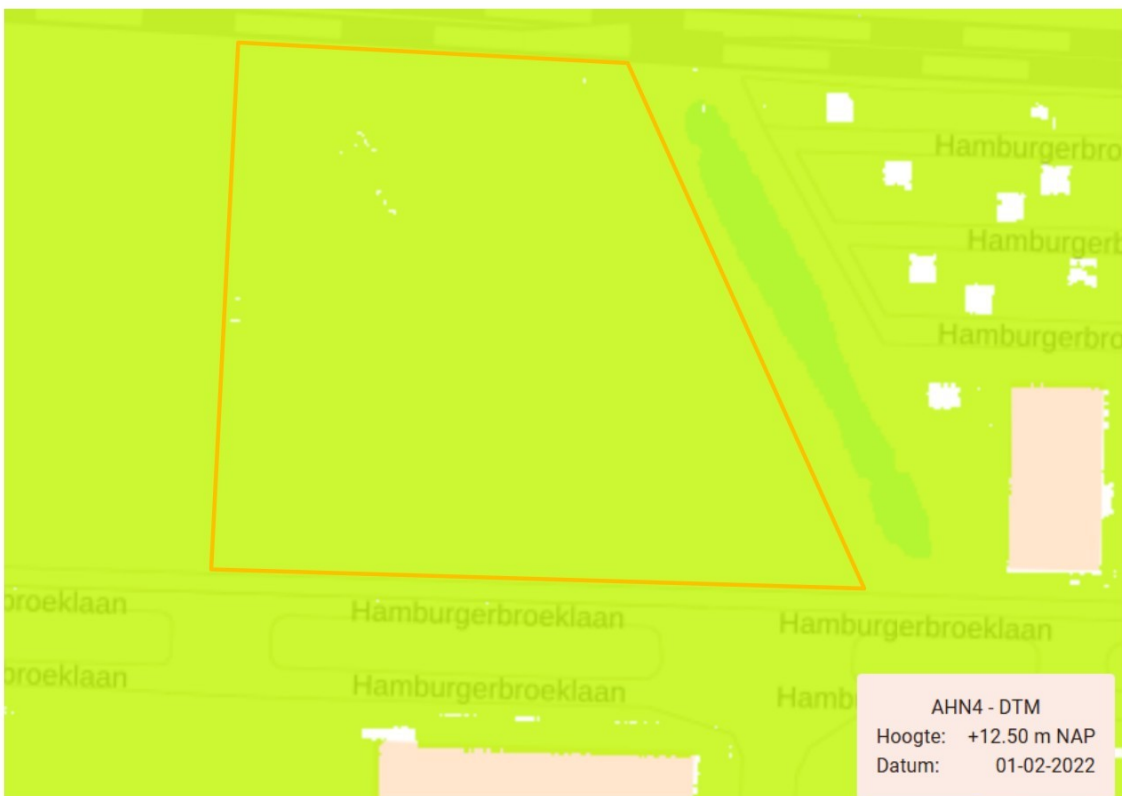 Hamburgerbro
Hamburgerb
Hamburgerbro
broeklaan
Hamburgerbroeklaan
Hamburgerbroeklaan
broeklaan
Hamburgerbroeklaan
Hamb
AHN4 - DTM
Hoogte: +12.50 m NAP
Datum: 01-02-2022